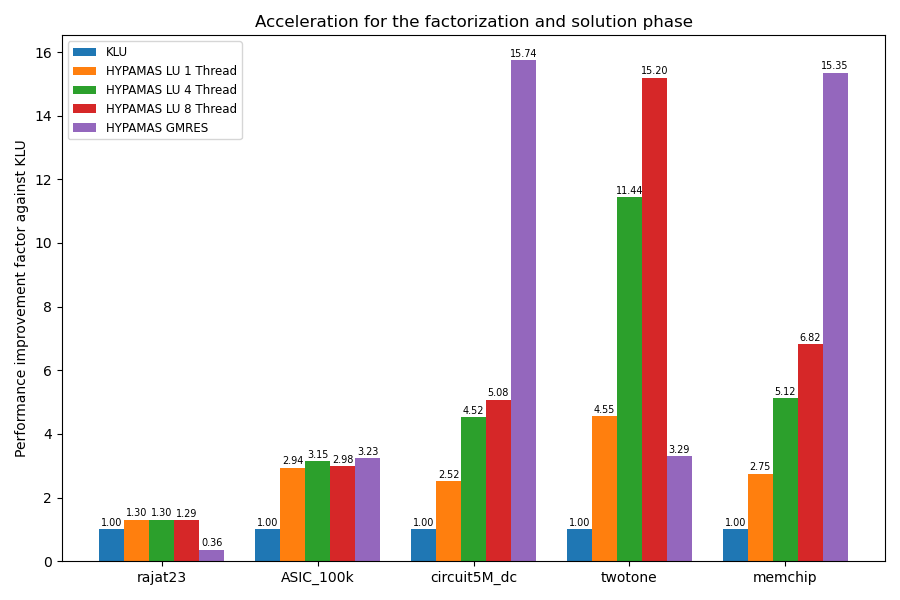 Acceleration for the factorization and solution phase
Performance improvement factor against KLU
16
14
12
10
8
6
4
2
0
KLU
HYPAMAS LU 1 Thread
HYPAMAS LU 4 Thread
HYPAMAS LU 8 Thread
HYPAMAS GMRES
1.00 1.30 1.30 1.29 0.36
1.00 2.94 3.15 2.98 3.23
1.00 2.52 4.52 5.08 15.74
1.00 4.55 11.44 15.20 3.29
1.00 2.75 5.12 6.82 15.35
rajat23 ASIC_100k circuit5M_dc twotone memchip